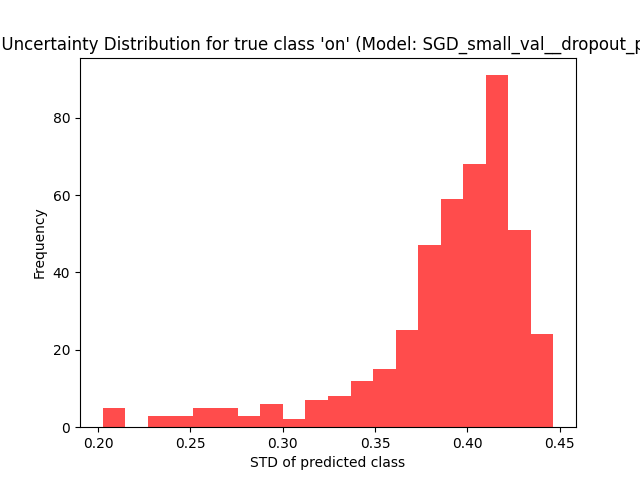 Uncertainty Distribution for true class 'on' (Model: SGD_small_val__dropout_p
80
60
40
20
0
Frequency
0.20 0.25 0.30 0.35 0.40 0.45
STD of predicted class